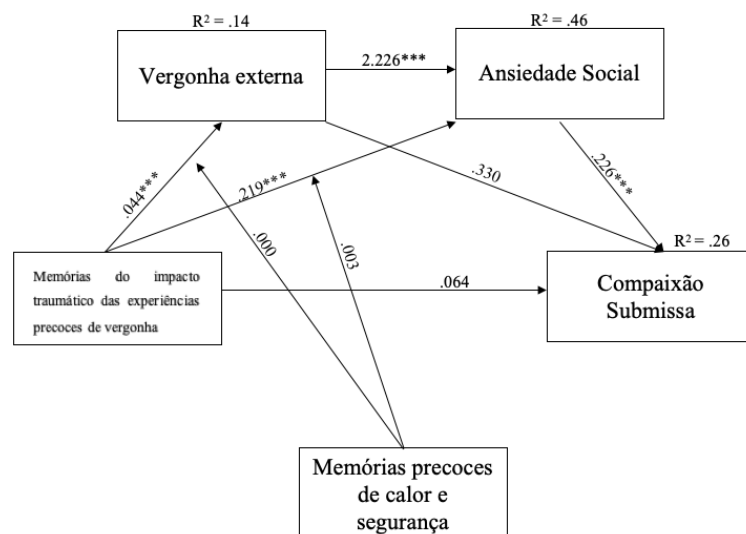 R² = .14
R² = .46
Vergonha externa
2.226***
Ansiedade Social
.044***
.219***
.330
.226***
.000
.003
R² = .26
Memórias do impacto
traumático das experiências
precoces de vergonha
.064
Compaixão
Submissa
Memórias precoces
de calor e
segurança